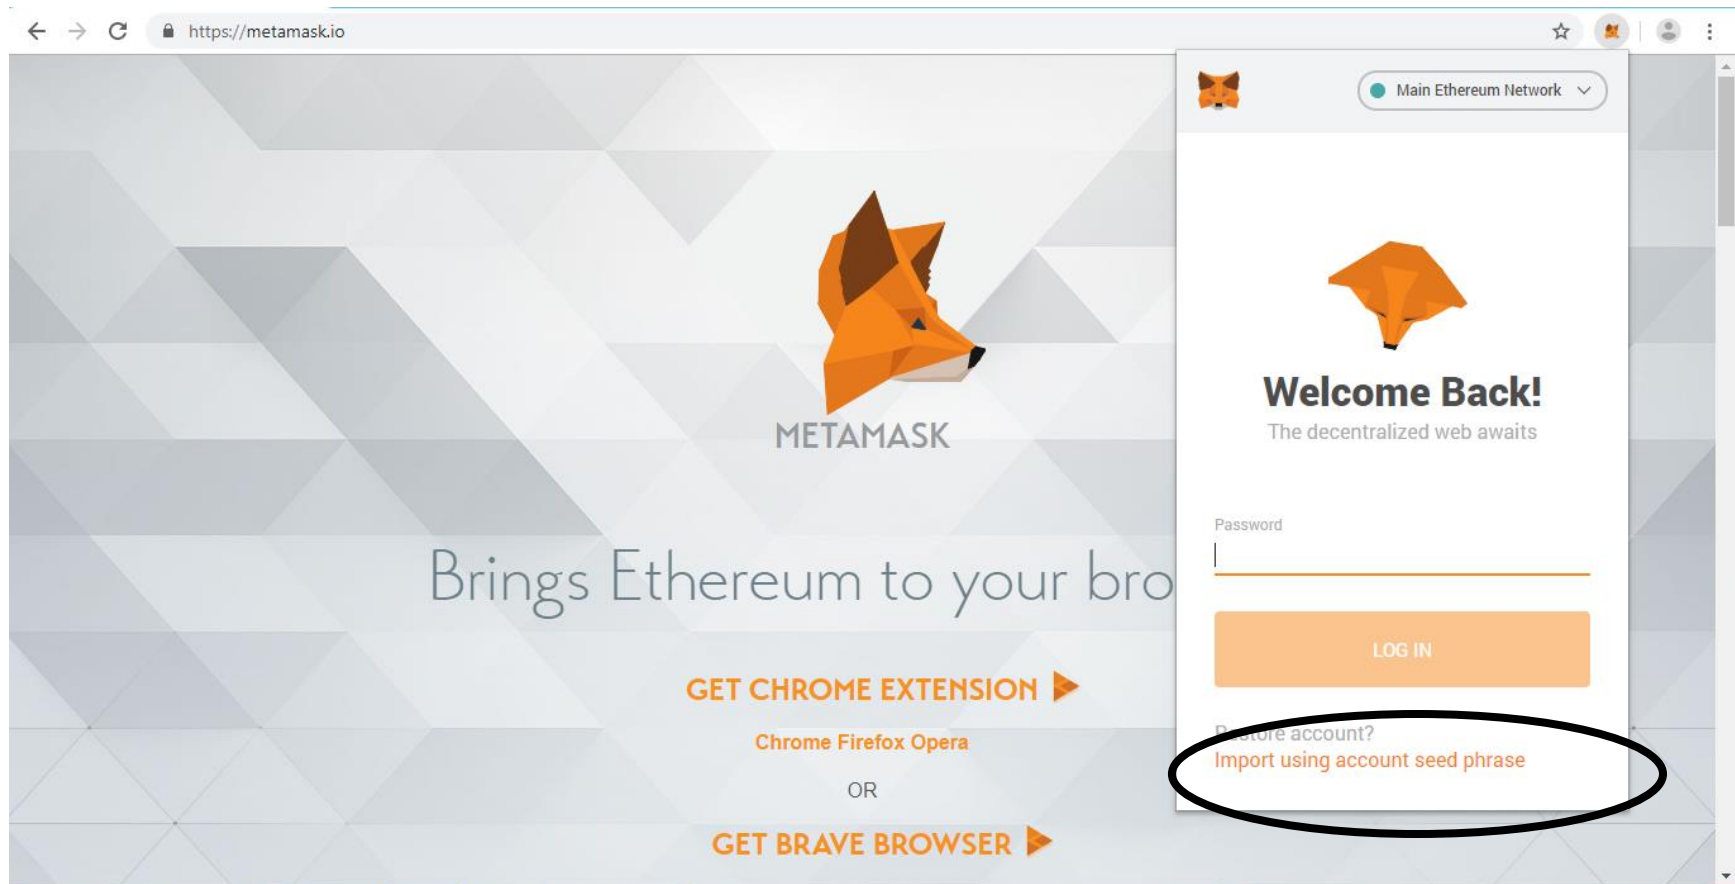 https://metamask.io
Main Ethereum Network
METAMASK
Brings Ethereum to your bro
GET CHROME EXTENSION
Chrome Firefox Opera
OR
GET BRAVE BROWSER
Welcome Back!
The decentralized web awaits
Password
LOG IN
Restore account?
Import using account seed phrase